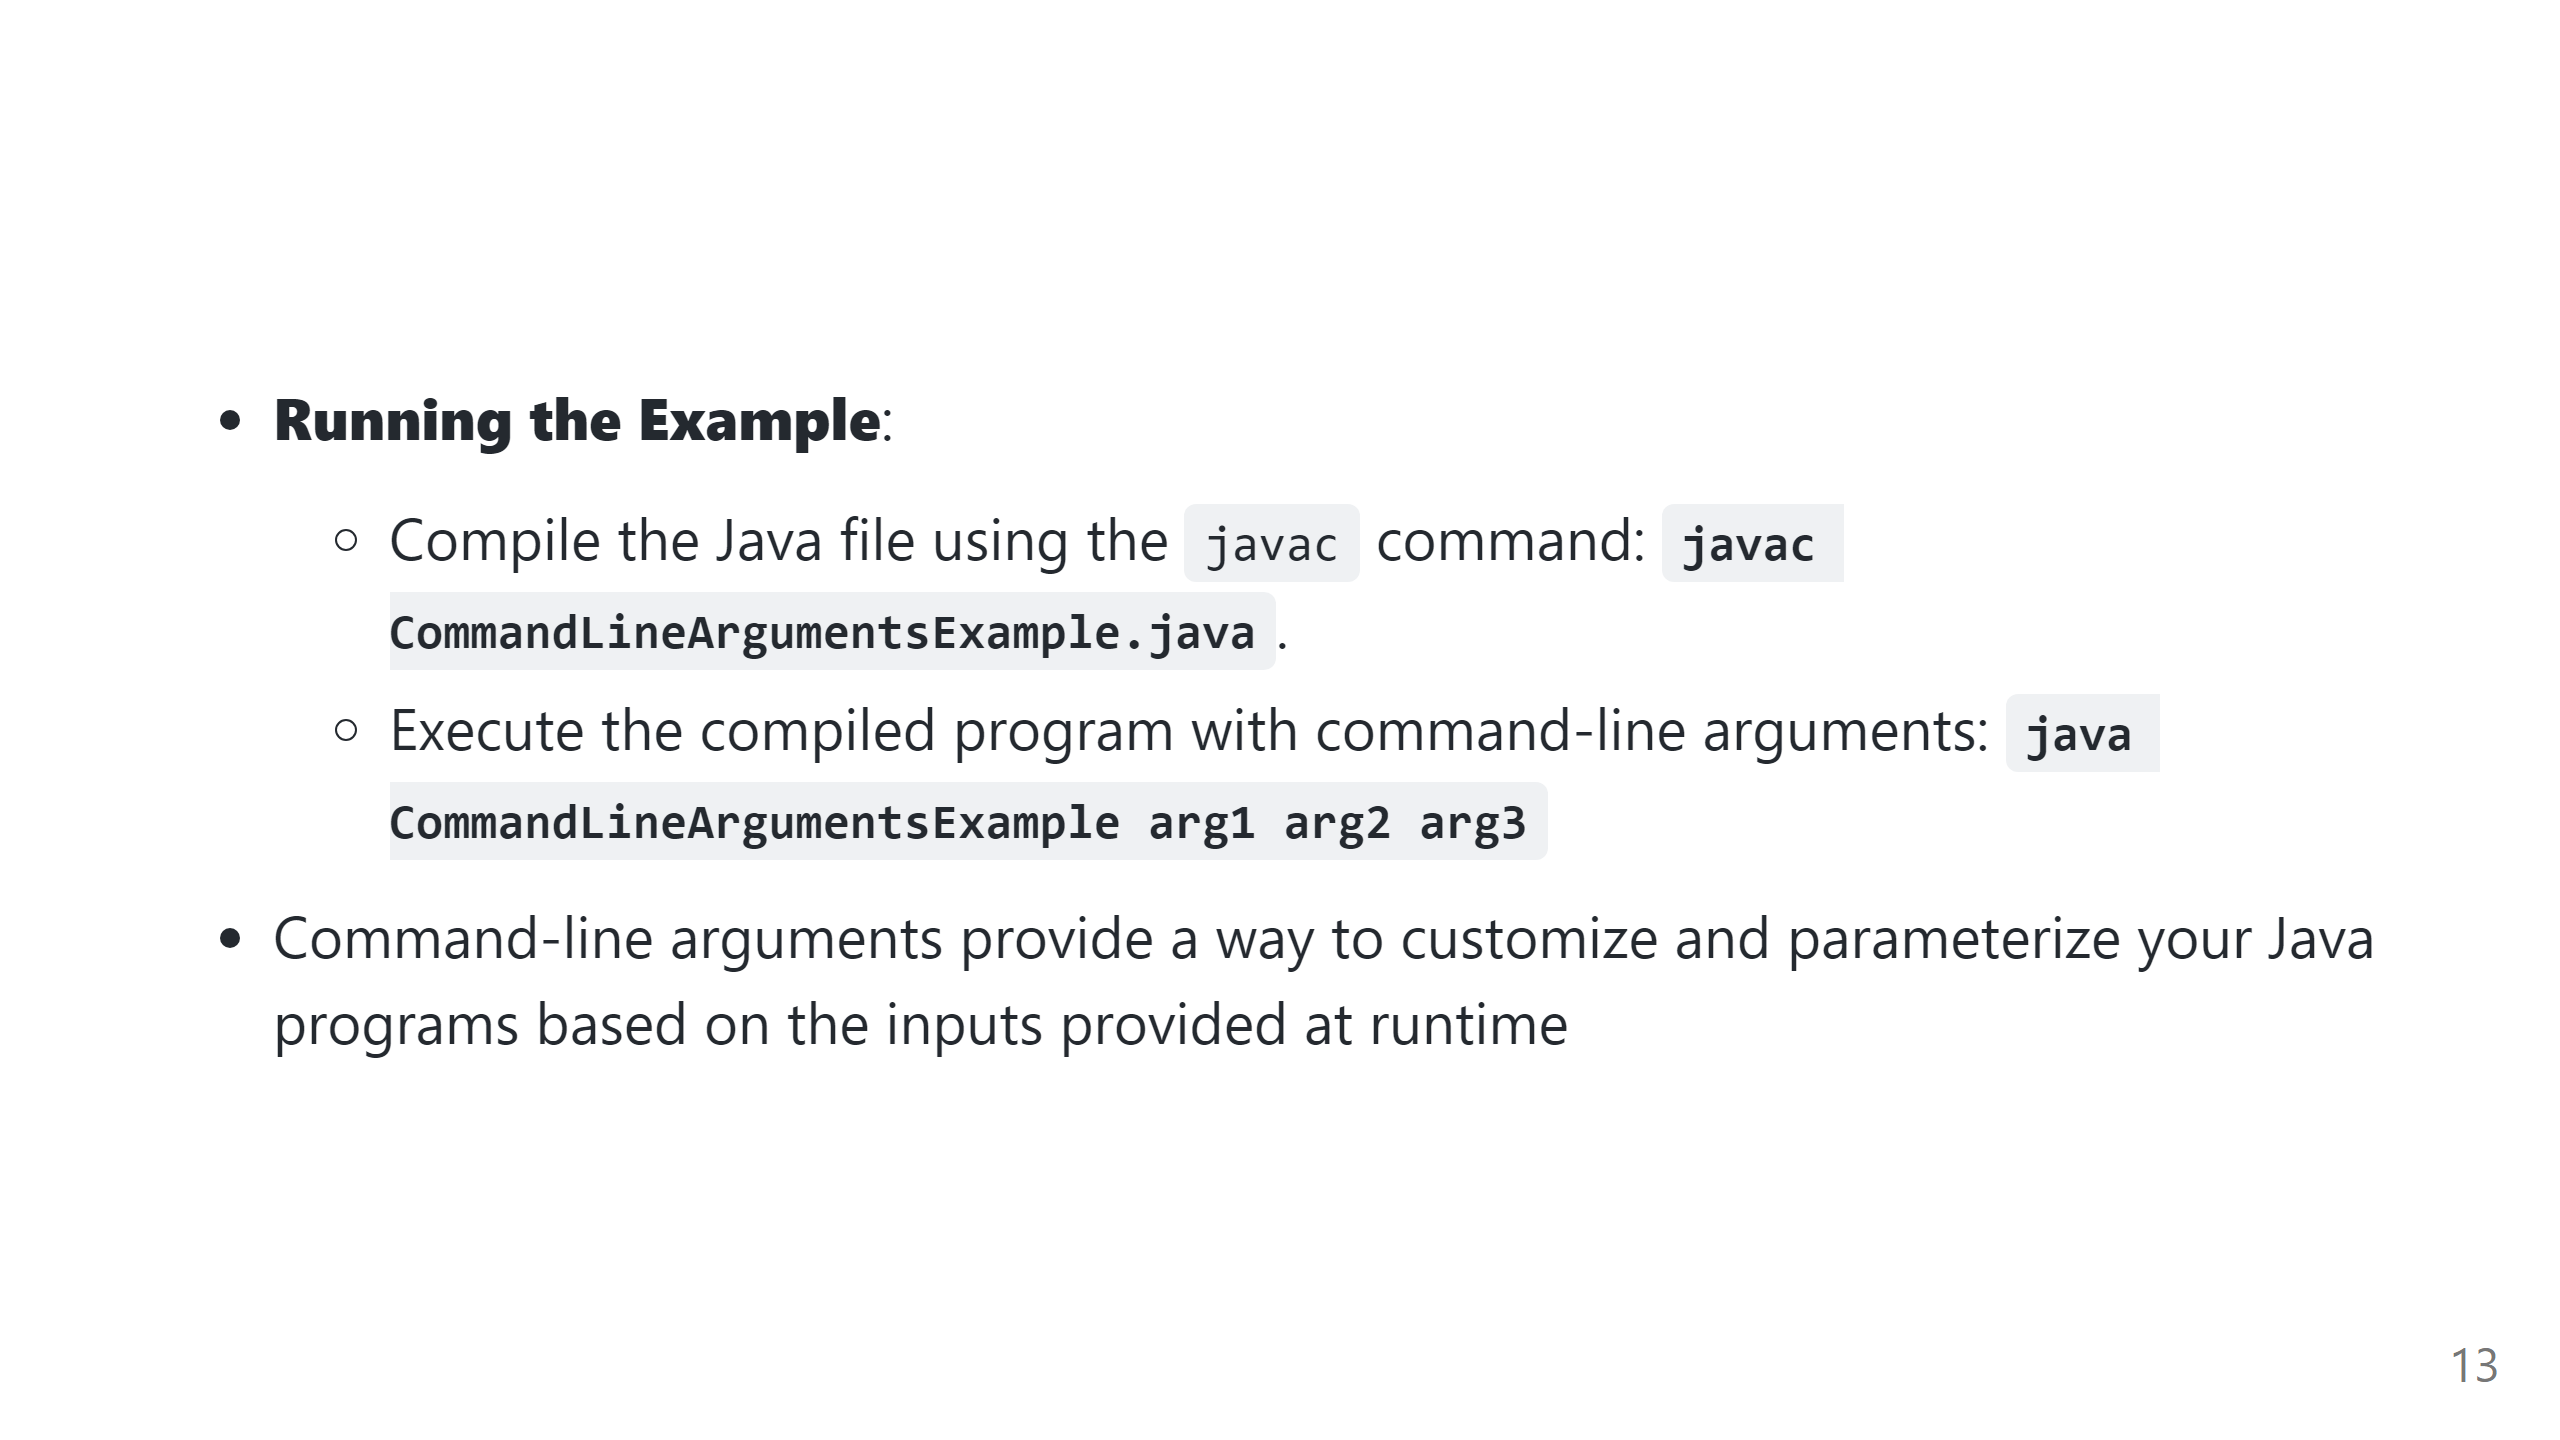 • Running the Example:
○ Compile the Java file using the javac command: javac
CommandLineArgumentsExample.java .
○ Execute the compiled program with command-line arguments: java
CommandLineArgumentsExample arg1 arg2 arg3
• Command-line arguments provide a way to customize and parameterize your Java
programs based on the inputs provided at runtime
13